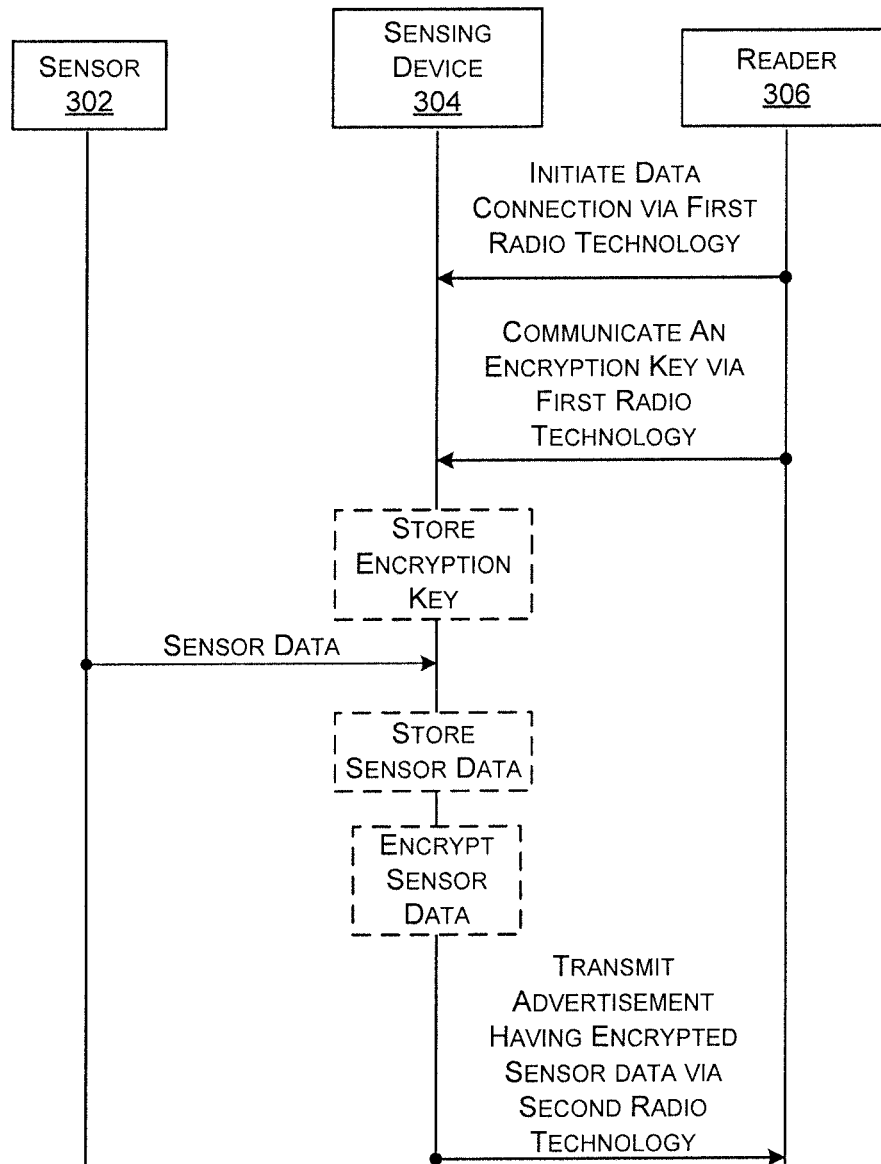 SENSOR
302
SENSING
DEVICE
304
READER
306
INITIATE DATA
CONNECTION VIA FIRST
RADIO TECHNOLOGY
COMMUNICATE AN
ENCRYPTION KEY VIA
FIRST RADIO
TECHNOLOGY
STORE
ENCRYPTION
KEY
SENSOR DATA
STORE
SENSOR DATA
ENCRYPT
SENSOR
DATA
TRANSMIT
ADVERTISEMENT
HAVING ENCRYPTED
SENSOR DATA VIA
SECOND RADIO
TECHNOLOGY